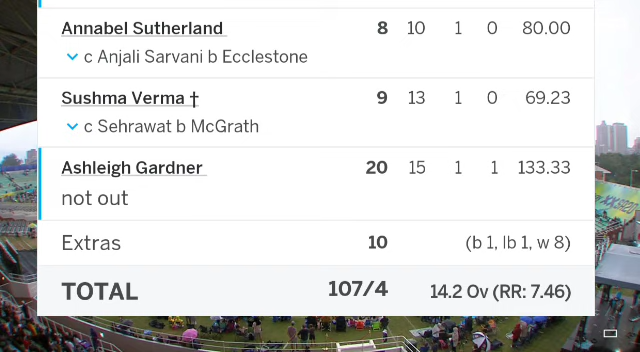 Annabel Sutherland 8 10 1 0 80.00
c Anjali Sarvani b Ecclestone
Sushma Verma † 9 13 1 0 69.23
c Sehrawat b McGrath
Ashleigh Gardner 20 15 1 1 133.33
not out
Extras 10 (b 1, lb 1, w 8)
TOTAL 107/4 14.2 Ov (RR: 7.46)